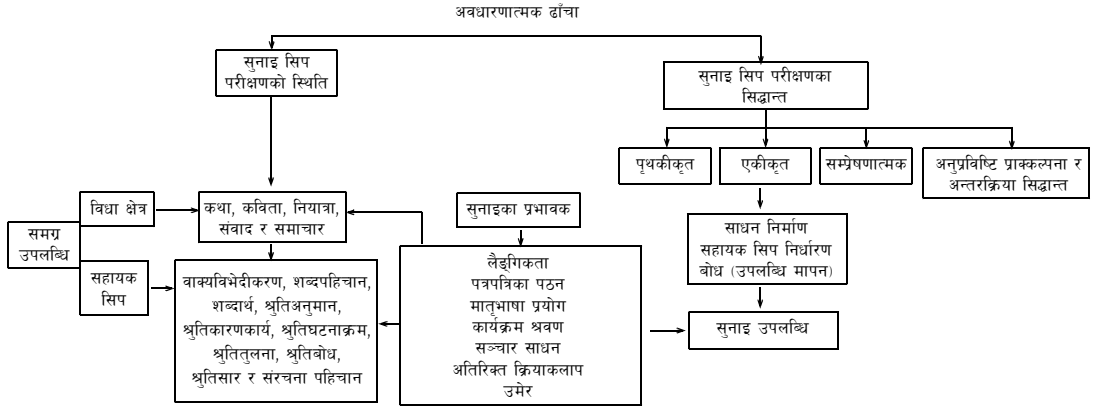 अवधारणात्मक ढाँचा
सुनाइ सिप
परीक्षणको स्थिति
सुनाइ सिप परीक्षणका
सिद्धान्त
पृथकीकृत
एकीकृत
सम्प्रेषणात्मक
अनुप्रविष्टि प्राक्कल्पना र
अन्तरक्रिया सिद्धान्त
विधा क्षेत्र
कथा, कविता, नियात्रा,
संवाद र समाचार
सुनाइका प्रभावक
साधन निर्माण
सहायक सिप निर्धारण
बोध (उपलब्धि मापन)
समग्र
उपलब्धि
सहायक
सिप
वाक्यविभेदीकरण, शब्दपहिचान,
शब्दार्थ, श्रुतिअनुमान,
श्रुतिकारणकार्य, श्रुतिघटनाक्रम,
श्रुतितुलना, श्रुतिबोध,
श्रुतिसार र संरचना पहिचान
लैङ्गिकता
पत्रपत्रिका पठन
मातृभाषा प्रयोग
कार्यक्रम श्रवण
सञ्चार साधन
अतिरिक्त क्रियाकलाप
उमेर
सुनाइ उपलब्धि